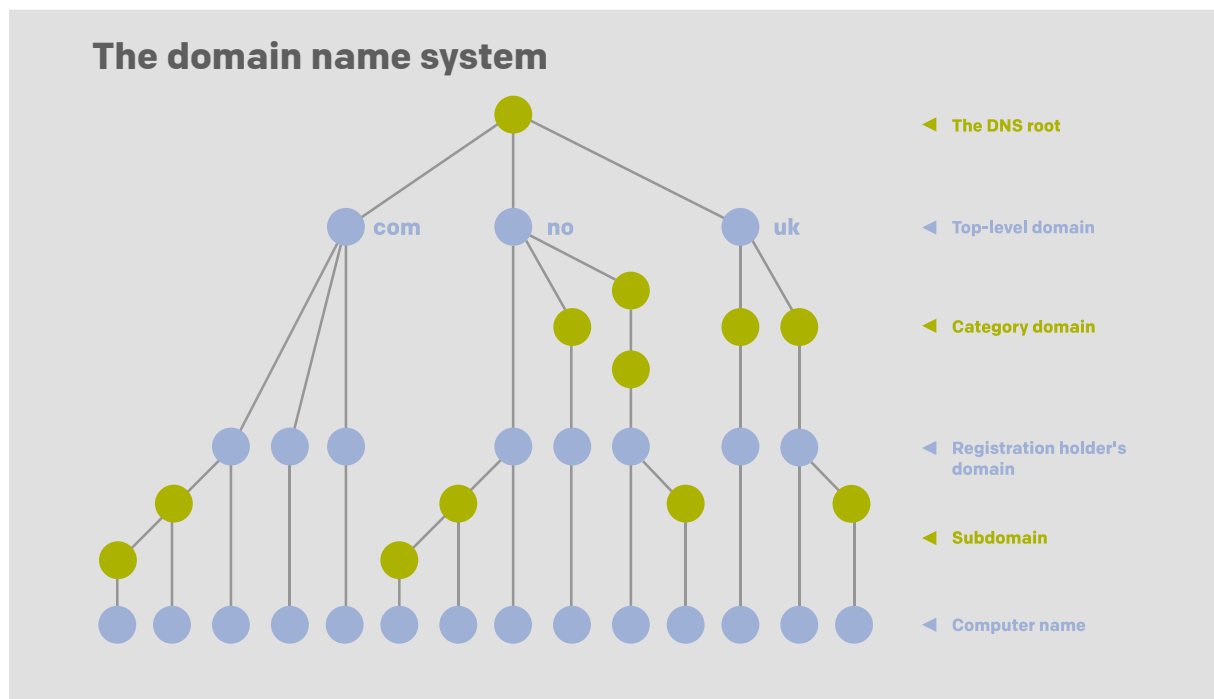 The domain name system
The DNS root
com
no
uk
Top-level domain
Category domain
Registration holder's
domain
Subdomain
Computer name